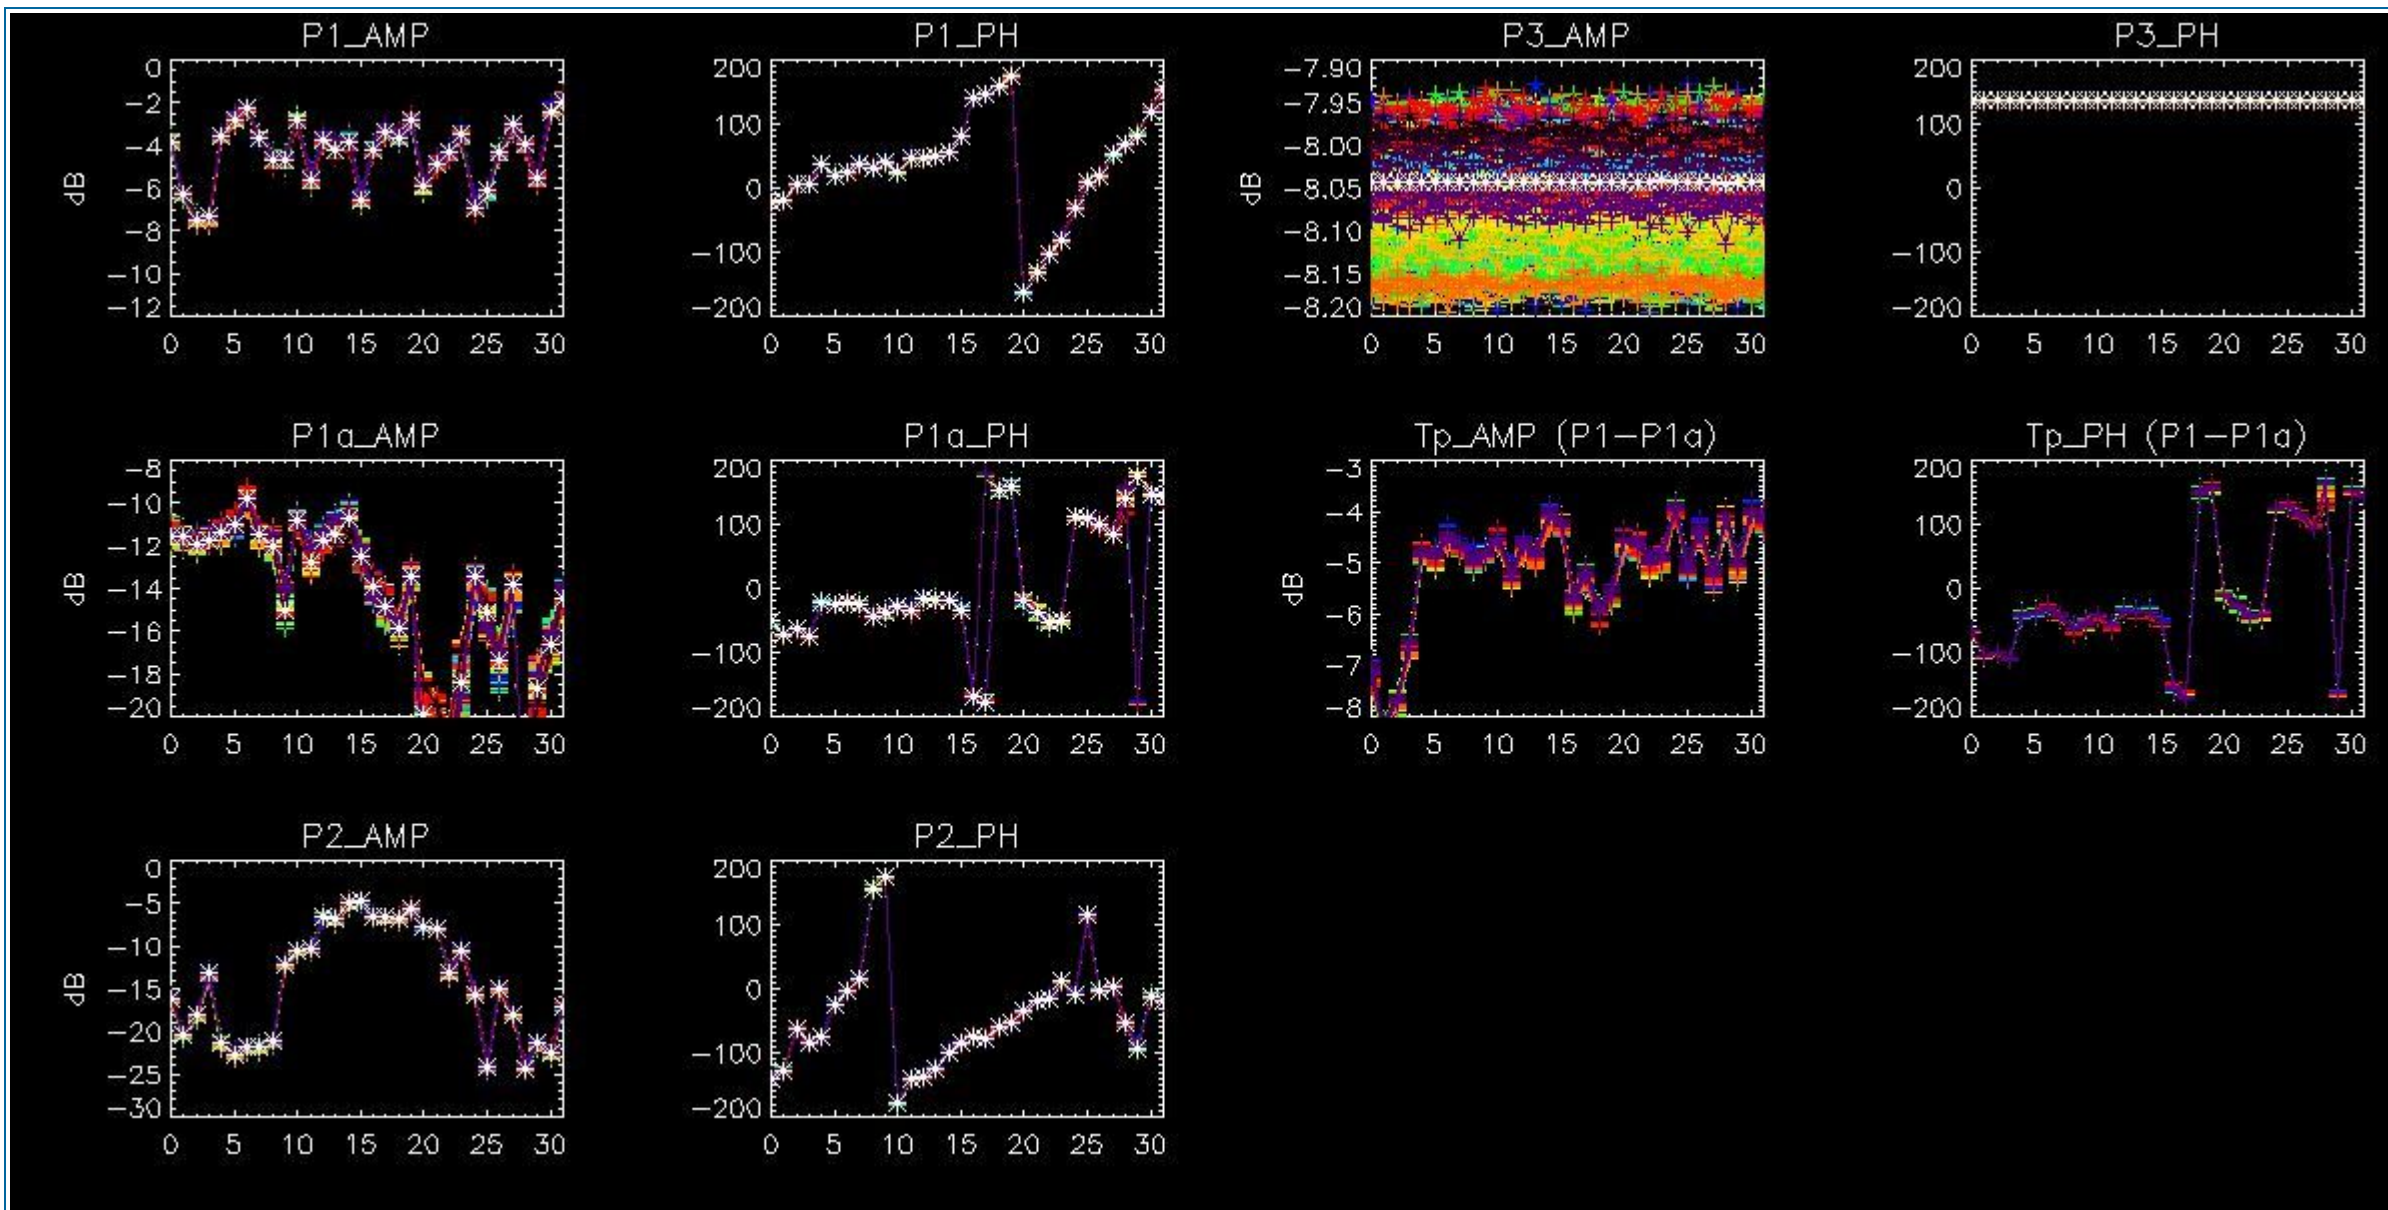 P1_AMP
0
−2
−4
−6
−8
−10
−12
dB
0 5 10 15 20 25 30
P1_PH
200
100
0
−100
−200
0 5 10 15 20 25 30
P3_AMP
−7.90
−7.95
−8.00
−8.05
−8.10
−8.15
−8.20
dB
0 5 10 15 20 25 30
P3_PH
200
100
0
−100
−200
0 5 10 15 20 25 30
P1a_AMP
−8
−10
−12
−14
−16
−18
−20
dB
0 5 10 15 20 25 30
P1a_PH
200
100
0
−100
−200
0 5 10 15 20 25 30
Tp_AMP (P1−P1a)
−3
−4
−5
−6
−7
−8
dB
0 5 10 15 20 25 30
Tp_PH (P1−P1a)
200
100
0
−100
−200
0 5 10 15 20 25 30
P2_AMP
0
−5
−10
−15
−20
−25
−30
dB
0 5 10 15 20 25 30
P2_PH
200
100
0
−100
−200
0 5 10 15 20 25 30